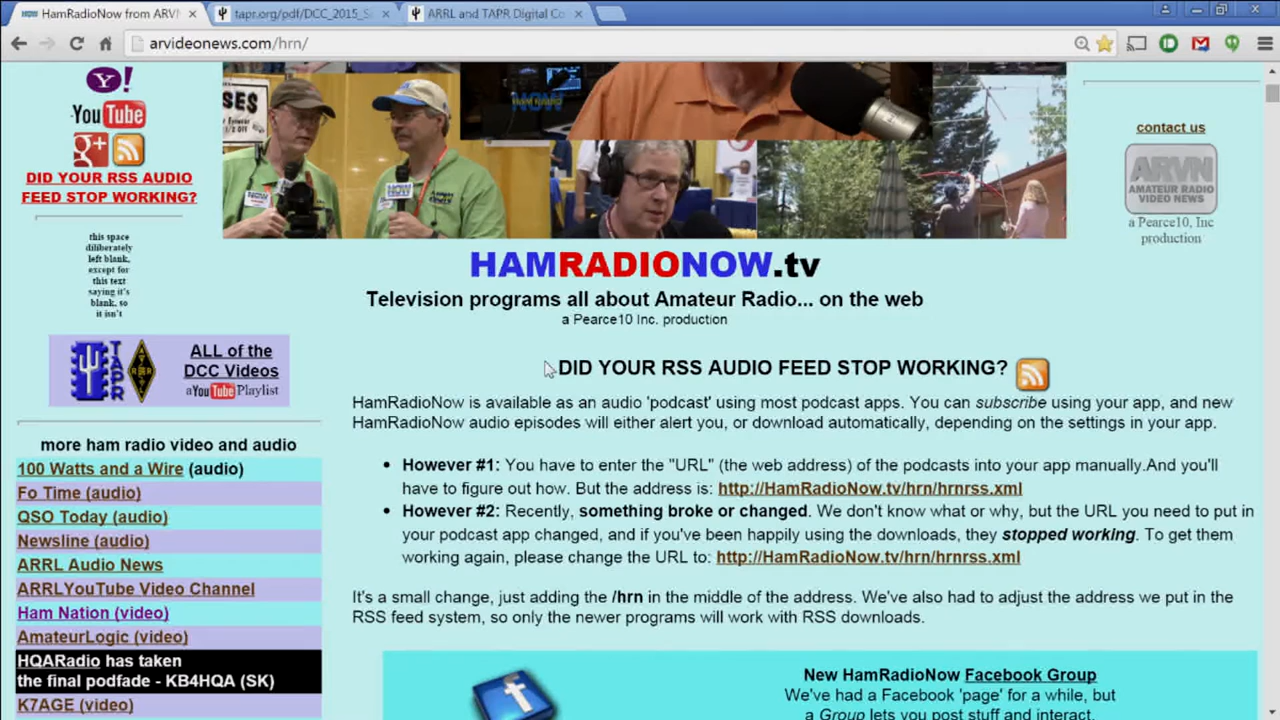 HamRadioNow from ARVN
tapr.org/pdf/DCC_2015_S
ARRL and TAPR Digital Co
arvideonews.com/hrn/
Y!
YouTube
g+
DID YOUR RSS AUDIO
FEED STOP WORKING?
this space
deliberately
left blank,
except for
this text
saying it's
blank, so
it isn't
TAPR
ALL of the
DCC Videos
a YouTube Playlist
more ham radio video and audio
100 Watts and a Wire (audio)
Fo Time (audio)
QSO Today (audio)
Newsline (audio)
ARRL Audio News
ARRLYouTube Video Channel
Ham Nation (video)
AmateurLogic (video)
HQARadio has taken
the final podfade - KB4HQA (SK)
K7AGE (video)
NOW
HAMRADIONOW.tv
Television programs all about Amateur Radio... on the web
a Pearce10 Inc. production
DID YOUR RSS AUDIO FEED STOP WORKING?
HamRadioNow is available as an audio 'podcast' using most podcast apps. You can subscribe using your app, and new
HamRadioNow audio episodes will either alert you, or download automatically, depending on the settings in your app.
• However #1: You have to enter the "URL" (the web address) of the podcasts into your app manually.And you'll
have to figure out how. But the address is: http://HamRadioNow.tv/hrn/hrnrss.xml
• However #2: Recently, something broke or changed. We don't know what or why, but the URL you need to put in
your podcast app changed, and if you've been happily using the downloads, they stopped working. To get them
working again, please change the URL to: http://HamRadioNow.tv/hrn/hrnrss.xml
It's a small change, just adding the /hrn in the middle of the address. We've also had to adjust the address we put in the
RSS feed system, so only the newer programs will work with RSS downloads.
New HamRadioNow Facebook Group
We've had a Facebook 'page' for a while, but
a Group lets you post stuff and interact.
contact us
ARVN
AMATEUR RADIO
VIDEO NEWS
a Pearce10, Inc
production